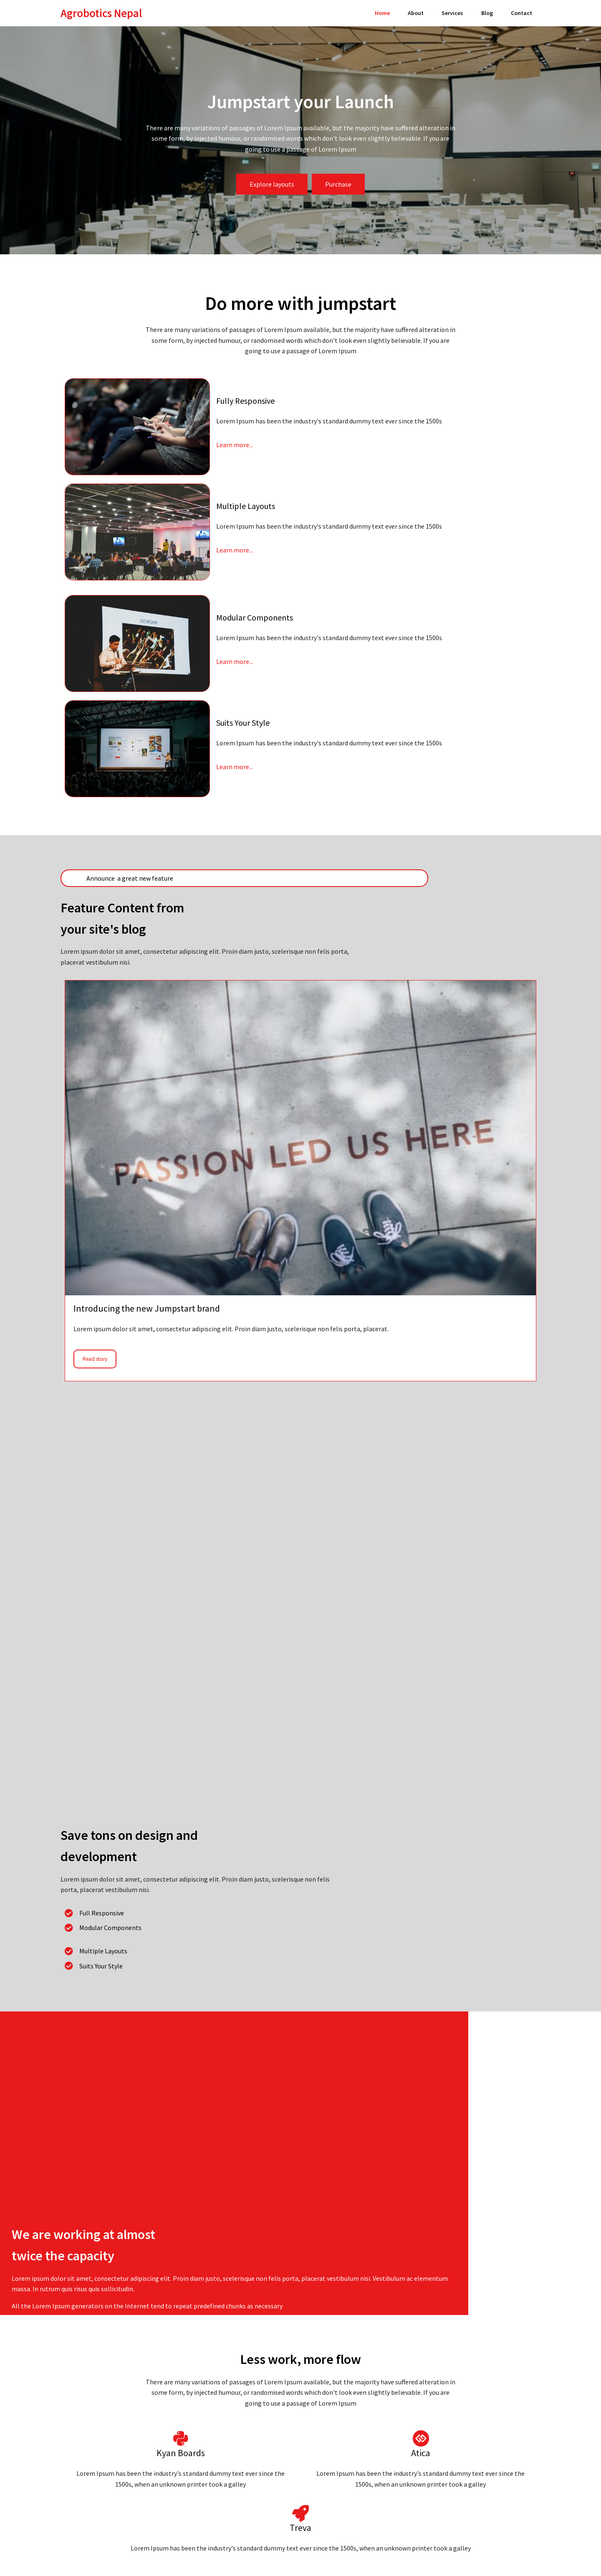 Agrobotics Nepal
Home About Services Blog Contact
Jumpstart your Launch
There are many variations of passages of Lorem Ipsum available, but the majority have suffered alteration in
some form, by injected humour, or randomised words which don't look even slightly believable. If you are
going to use a passage of Lorem Ipsum
Explore layouts Purchase
Do more with jumpstart
There are many variations of passages of Lorem Ipsum available, but the majority have suffered alteration in
some form, by injected humour, or randomised words which don't look even slightly believable. If you are
going to use a passage of Lorem Ipsum
Fully Responsive
Lorem Ipsum has been the industry's standard dummy text ever since the 1500s
Learn more...
Multiple Layouts
Lorem Ipsum has been the industry's standard dummy text ever since the 1500s
Learn more...
Modular Components
Lorem Ipsum has been the industry's standard dummy text ever since the 1500s
Learn more...
Suits Your Style
Lorem Ipsum has been the industry's standard dummy text ever since the 1500s
Learn more...
Announce a great new feature
Feature Content from
your site's blog
Lorem ipsum dolor sit amet, consectetur adipiscing elit. Proin diam justo, scelerisque non felis porta,
placerat vestibulum nisi.
PASSION LED US HERE
Introducing the new Jumpstart brand
Lorem ipsum dolor sit amet, consectetur adipiscing elit. Proin diam justo, scelerisque non felis porta, placerat.
Read story
Save tons on design and
development
Lorem ipsum dolor sit amet, consectetur adipiscing elit. Proin diam justo, scelerisque non felis
porta, placerat vestibulum nisi.
Full Responsive
Modular Components
Multiple Layouts
Suits Your Style
We are working at almost
twice the capacity
Lorem ipsum dolor sit amet, consectetur adipiscing elit. Proin diam justo, scelerisque non felis porta, placerat vestibulum nisi. Vestibulum ac elementum
massa. In rutrum quis risus quis sollicitudin.
All the Lorem Ipsum generators on the Internet tend to repeat predefined chunks as necessary
Less work, more flow
There are many variations of passages of Lorem Ipsum available, but the majority have suffered alteration in
some form, by injected humour, or randomised words which don't look even slightly believable. If you are
going to use a passage of Lorem Ipsum
Kyan Boards
Lorem Ipsum has been the industry's standard dummy text ever since the
1500s, when an unknown printer took a galley
Atica
Lorem Ipsum has been the industry's standard dummy text ever since the
1500s, when an unknown printer took a galley
Treva
Lorem Ipsum has been the industry's standard dummy text ever since the 1500s, when an unknown printer took a galley